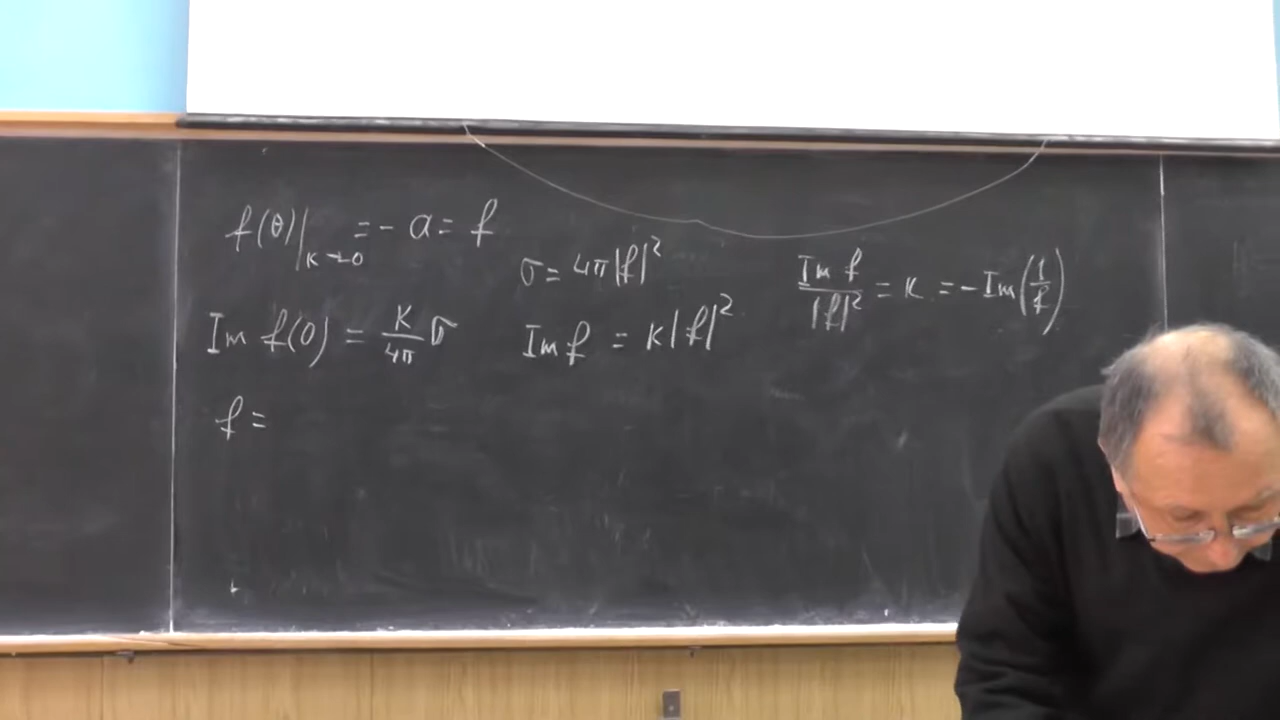 f(θ)|_{κ→0} = - a = f
σ = 4π|f|²
Im f / |f|² = κ = -Im(1/f)
Im f(0) = κ/4π σ
Im f = κ|f|²
f =